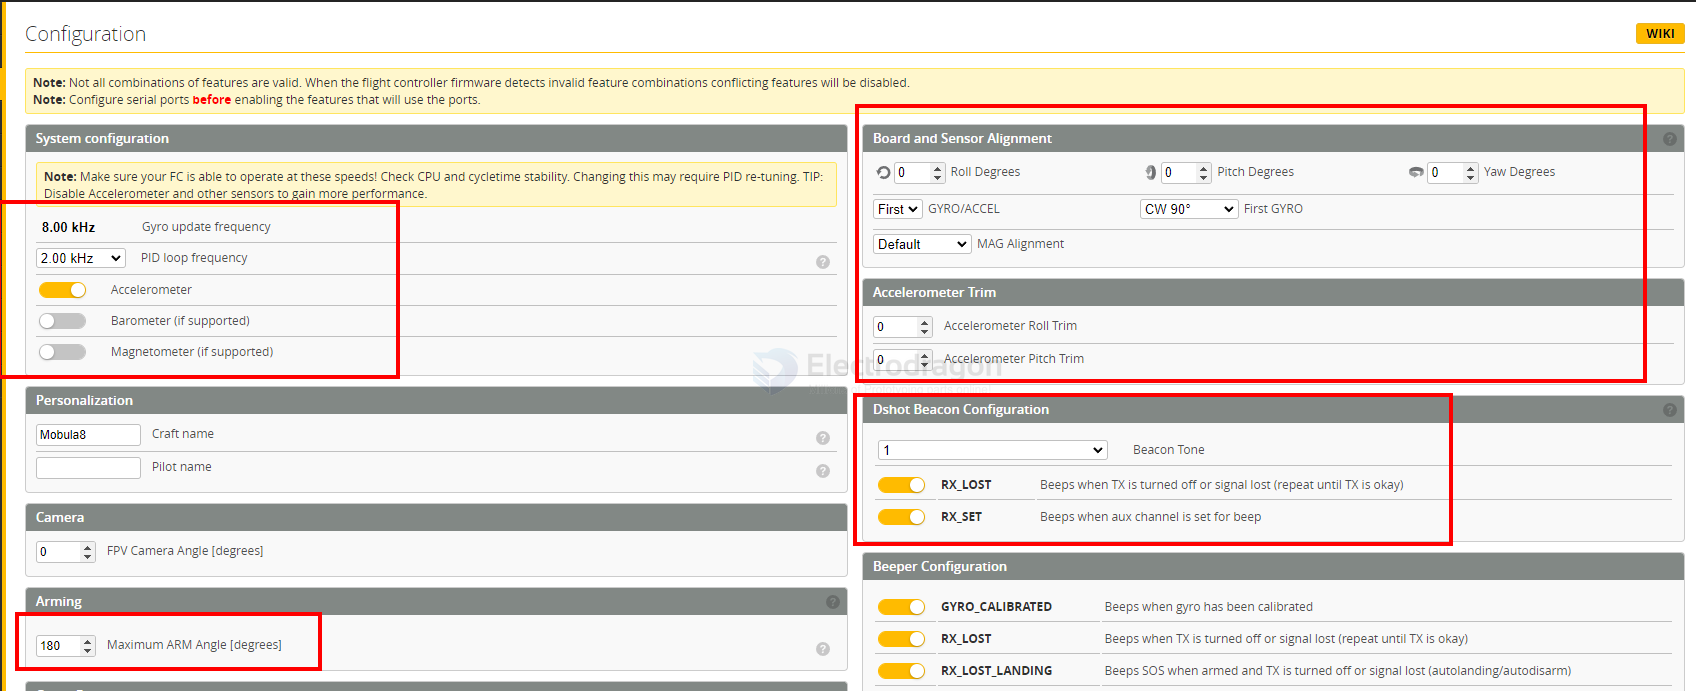 Configuration
WIKI
Note: Not all combinations of features are valid. When the flight controller firmware detects invalid feature combinations conflicting features will be disabled.
Note: Configure serial ports before enabling the features that will use the ports.
System configuration
Note: Make sure your FC is able to operate at these speeds! Check CPU and cycletime stability. Changing this may require PID re-tuning. TIP:
Disable Accelerometer and other sensors to gain more performance.
8.00 kHz Gyro update frequency
2.00 kHz PID loop frequency
Accelerometer
Barometer (if supported)
Magnetometer (if supported)
Personalization
Mobula8 Craft name
Pilot name
Camera
0 FPV Camera Angle [degrees]
Arming
180 Maximum ARM Angle [degrees]
Board and Sensor Alignment
0 Roll Degrees 0 Pitch Degrees 0 Yaw Degrees
First GYRO/ACCEL CW 90° First GYRO
Default MAG Alignment
Accelerometer Trim
0 Accelerometer Roll Trim
0 Accelerometer Pitch Trim
Electrodragon
Dshot Beacon Configuration
1 Beacon Tone
RX_LOST Beeps when TX is turned off or signal lost (repeat until TX is okay)
RX_SET Beeps when aux channel is set for beep
Beeper Configuration
GYRO_CALIBRATED Beeps when gyro has been calibrated
RX_LOST Beeps when TX is turned off or signal lost (repeat until TX is okay)
RX_LOST_LANDING Beeps SOS when armed and TX is turned off or signal lost (autolanding/autodisarm)